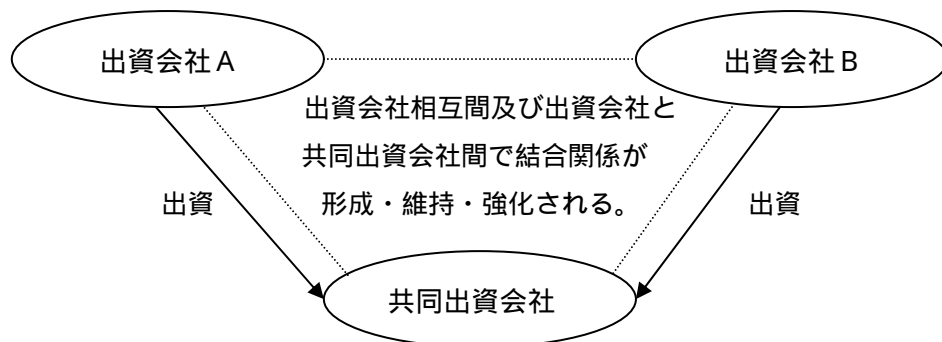 出資会社A
出資会社B
出資会社相互間及び出資会社と
共同出資会社間で結合関係が
形成・維持・強化される。
出資
出資
共同出資会社